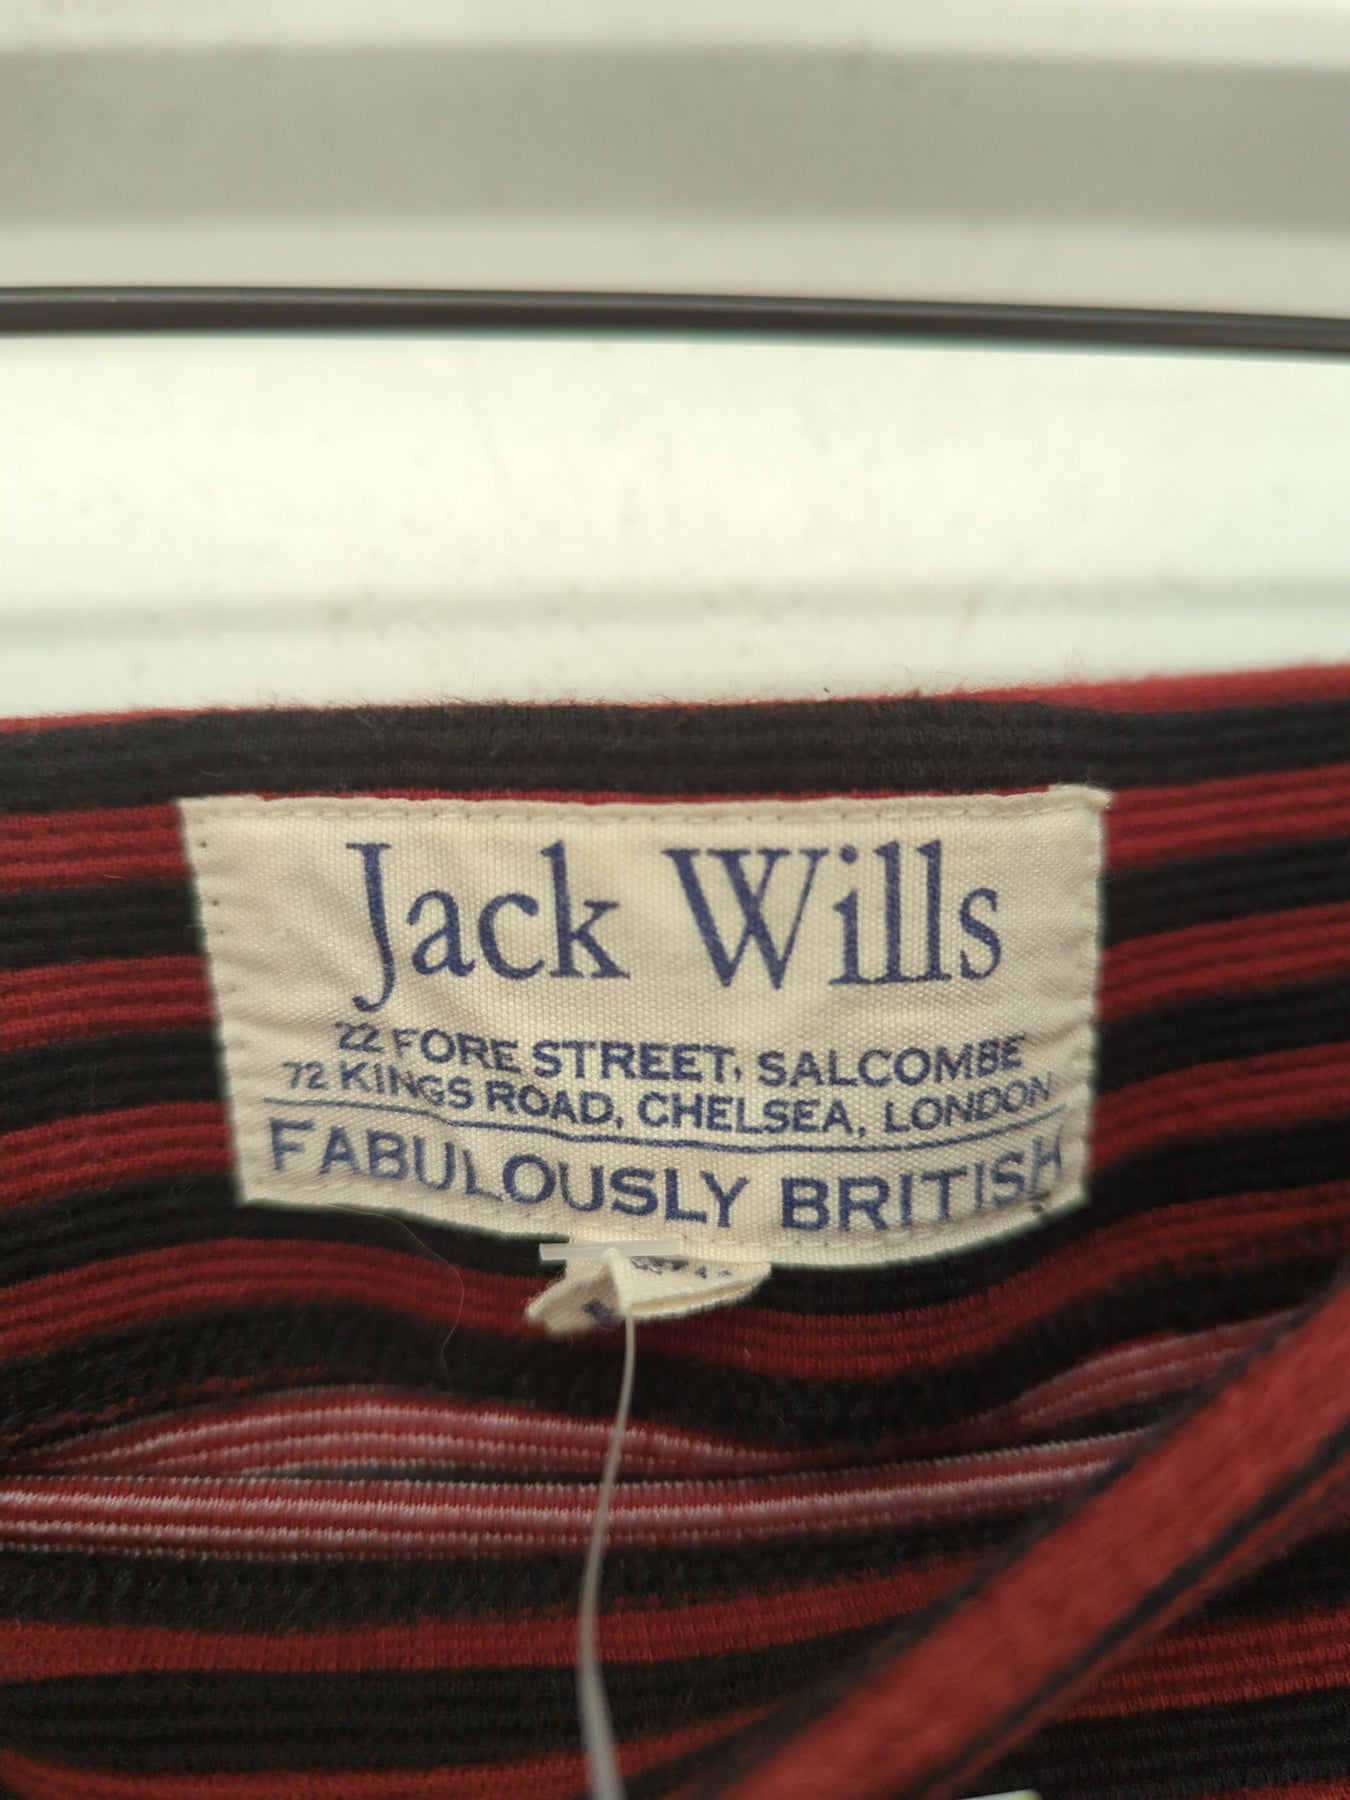 Jack Wills
22 FORE STREET, SALCOMBE
72 KINGS ROAD, CHELSEA, LONDON
FABULOUSLY BRITISH